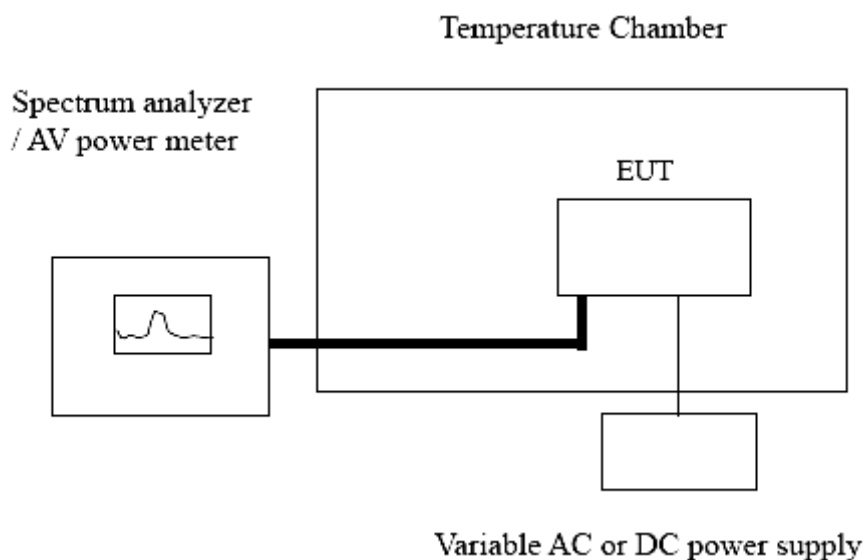 Temperature Chamber
Spectrum analyzer
/ AV power meter
EUT
Variable AC or DC power supply